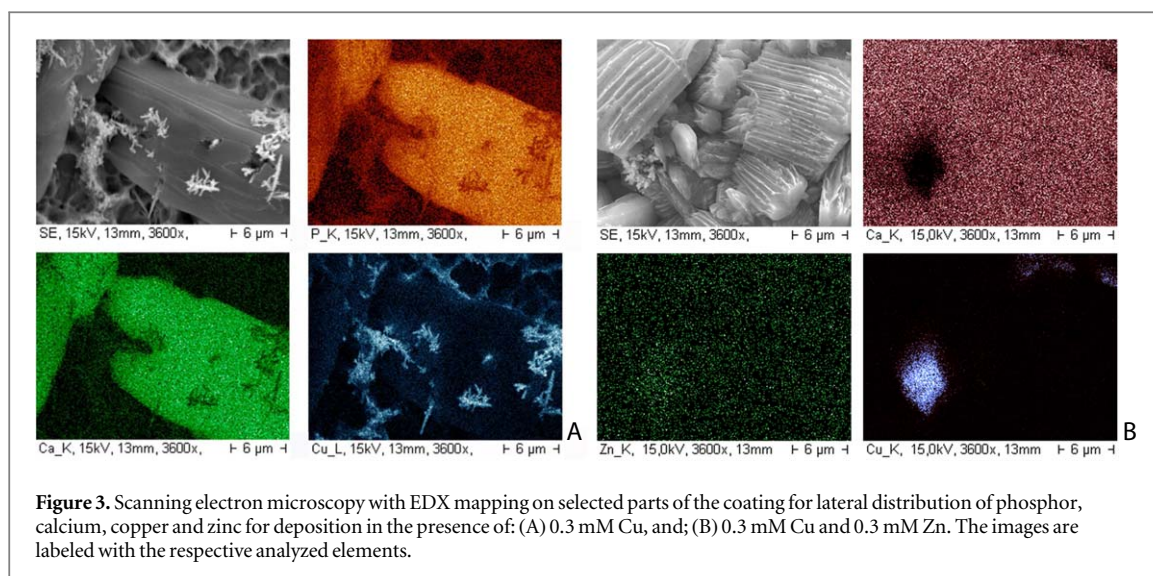 SE, 15kV, 13mm, 3600x, ⊢ 6 µm ⊣
P_K, 15kV, 13mm, 3600x, ⊢ 6 µm ⊣
SE, 15kV, 13mm, 3600x, ⊢ 6 µm ⊣
Ca_K, 15,0kV, 13mm, 3600x, ⊢ 6 µm ⊣
Ca_K, 15kV, 13mm, 3600x, ⊢ 6 µm ⊣
Cu_L, 15kV, 13mm, 3600x, ⊢ 6 µm ⊣
A
Zn_K, 15,0kV, 13mm, 3600x, ⊢ 6 µm ⊣
Cu_K, 15,0kV, 13mm, 3600x, ⊢ 6 µm ⊣
B
Figure 3. Scanning electron microscopy with EDX mapping on selected parts of the coating for lateral distribution of phosphor,
calcium, copper and zinc for deposition in the presence of: (A) 0.3 mM Cu, and; (B) 0.3 mM Cu and 0.3 mM Zn. The images are
labeled with the respective analyzed elements.